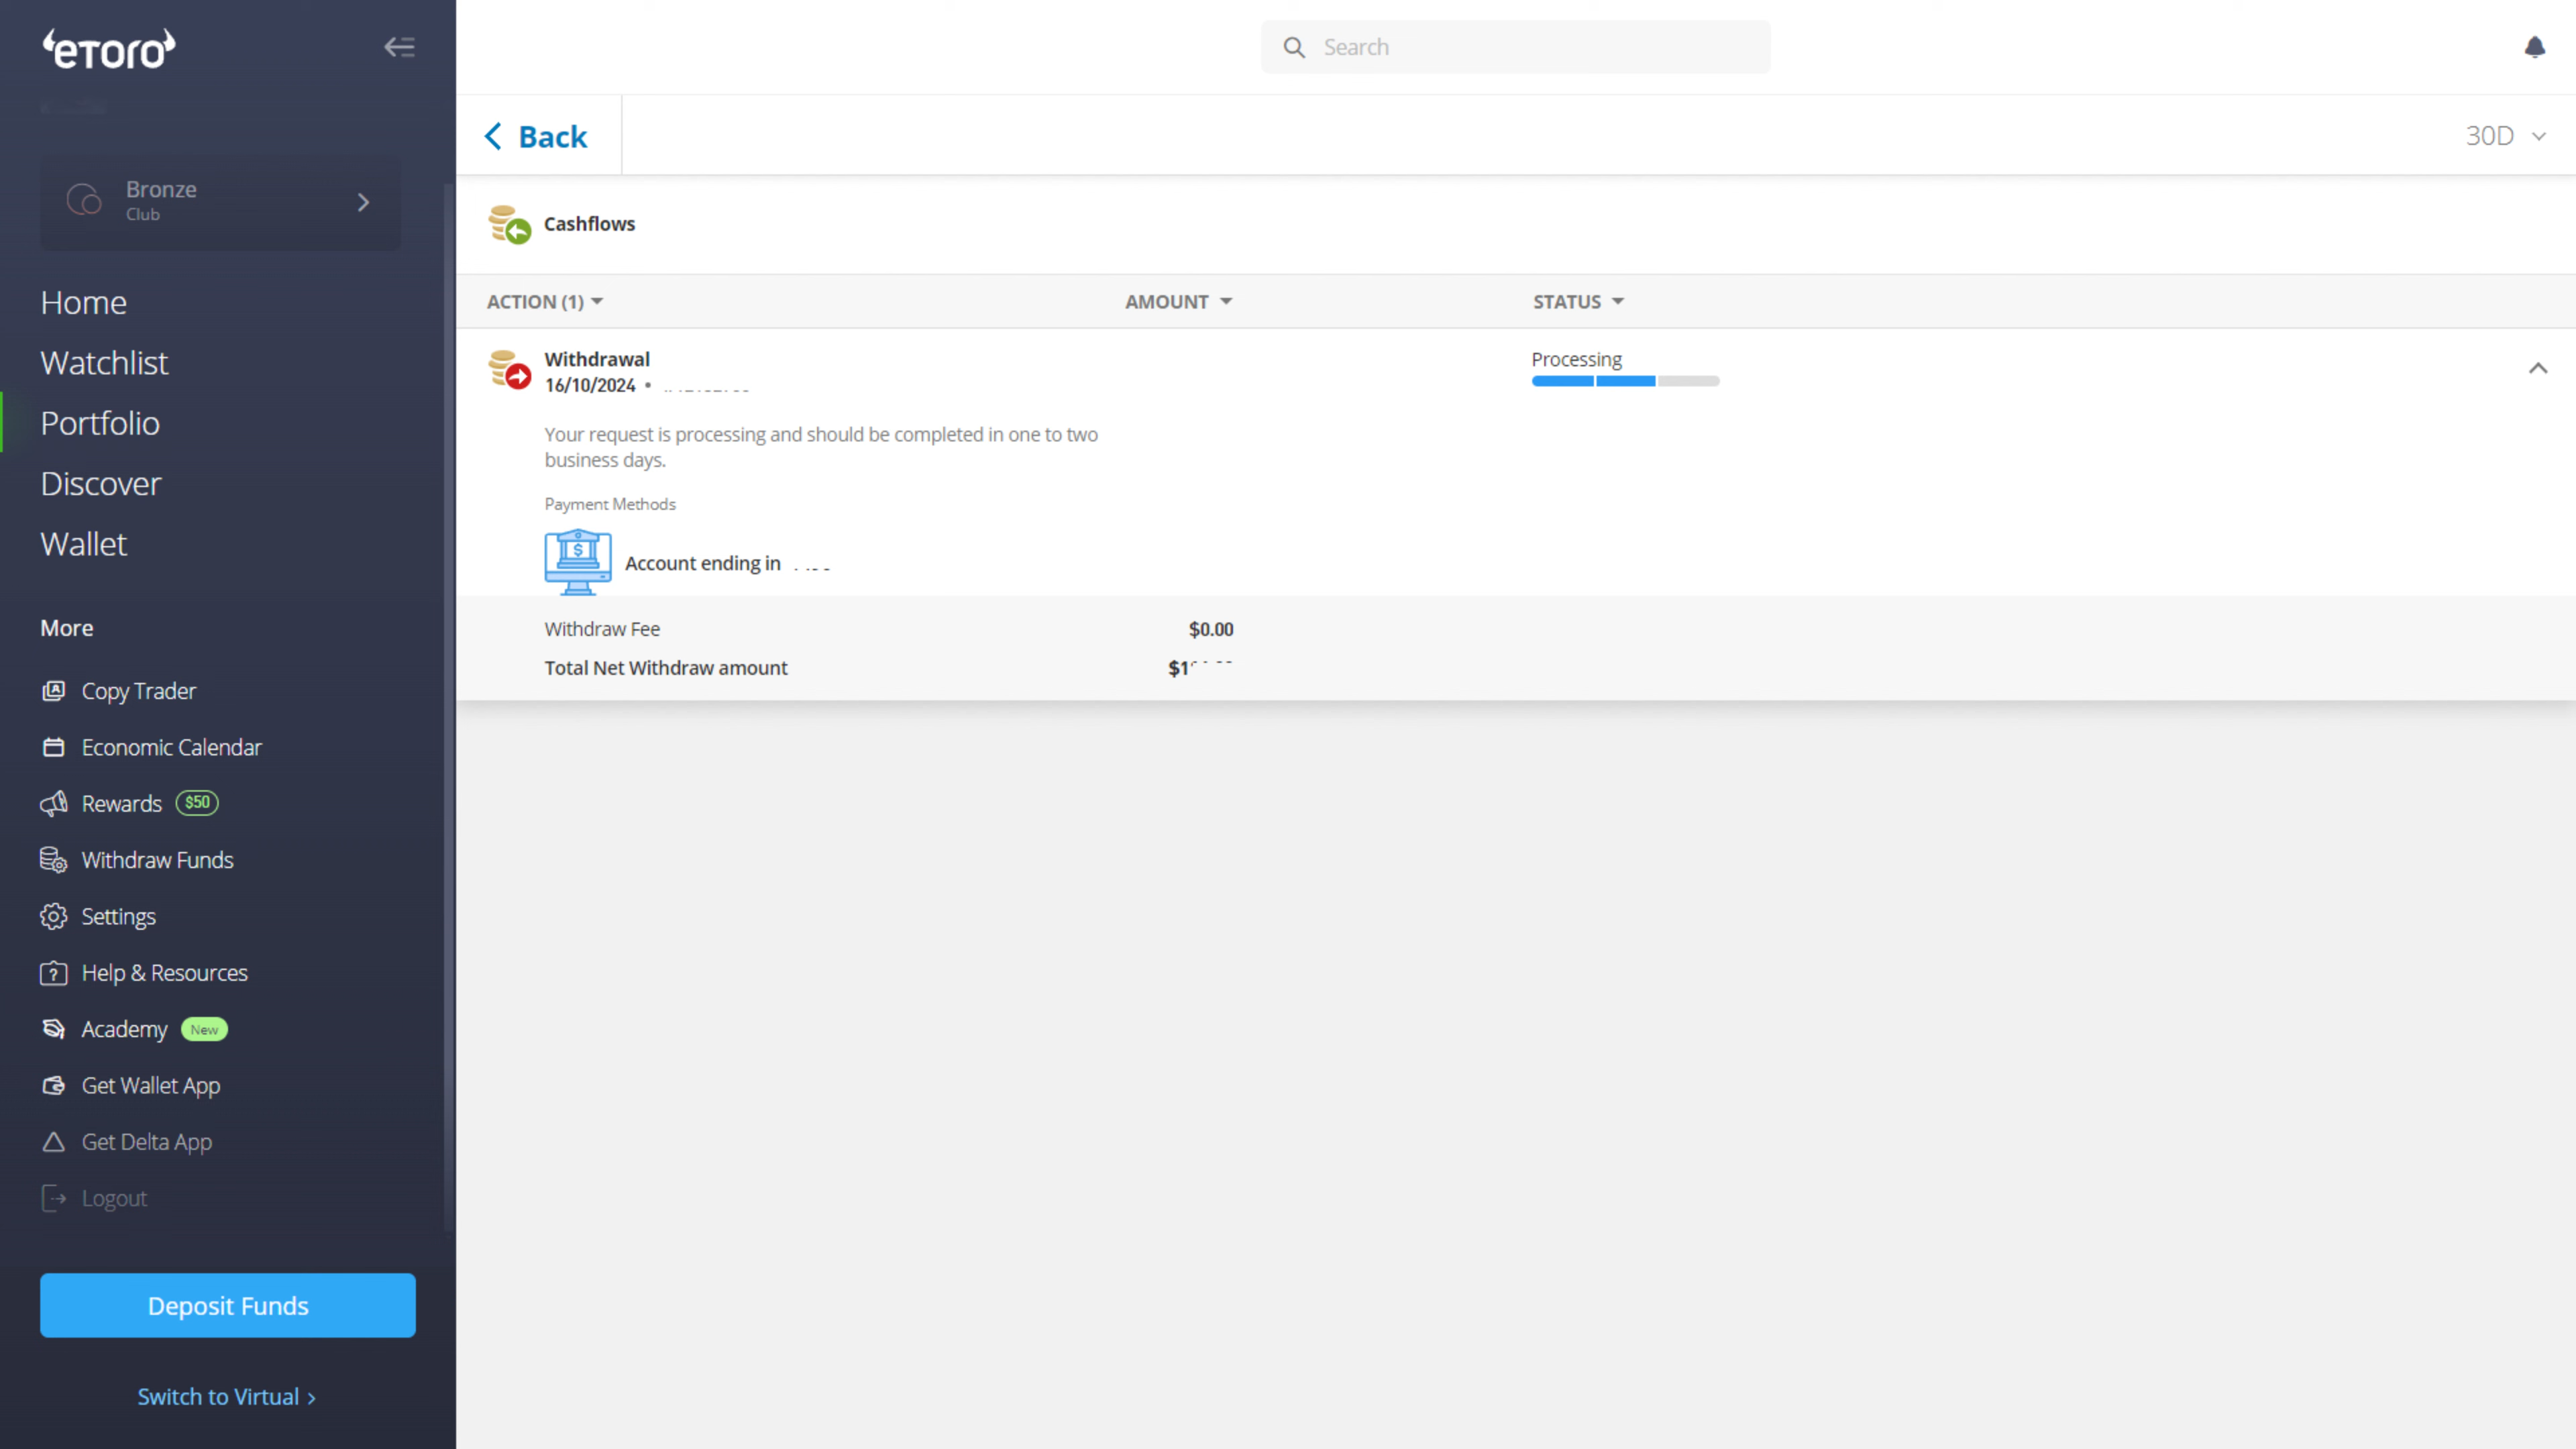 eToro
Search
Back
30D
Bronze
Club
Cashflows
Home
ACTION (1)
AMOUNT
STATUS
Watchlist
Withdrawal
Processing
16/10/2024 •
Portfolio
Your request is processing and should be completed in one to two
business days.
Discover
Payment Methods
Wallet
Account ending in
More
Withdraw Fee
$0.00
Total Net Withdraw amount
Copy Trader
Economic Calendar
Rewards
$50
Withdraw Funds
Settings
Help & Resources
Academy
New
Get Wallet App
Get Delta App
Logout
Deposit Funds
Switch to Virtual >